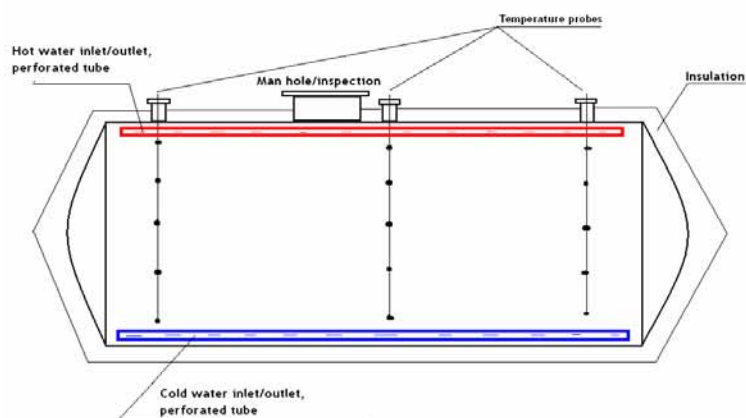 Temperature probes
Hot water inlet/outlet,
perforated tube
Man hole/inspection
Insulation
Cold water inlet/outlet,
perforated tube